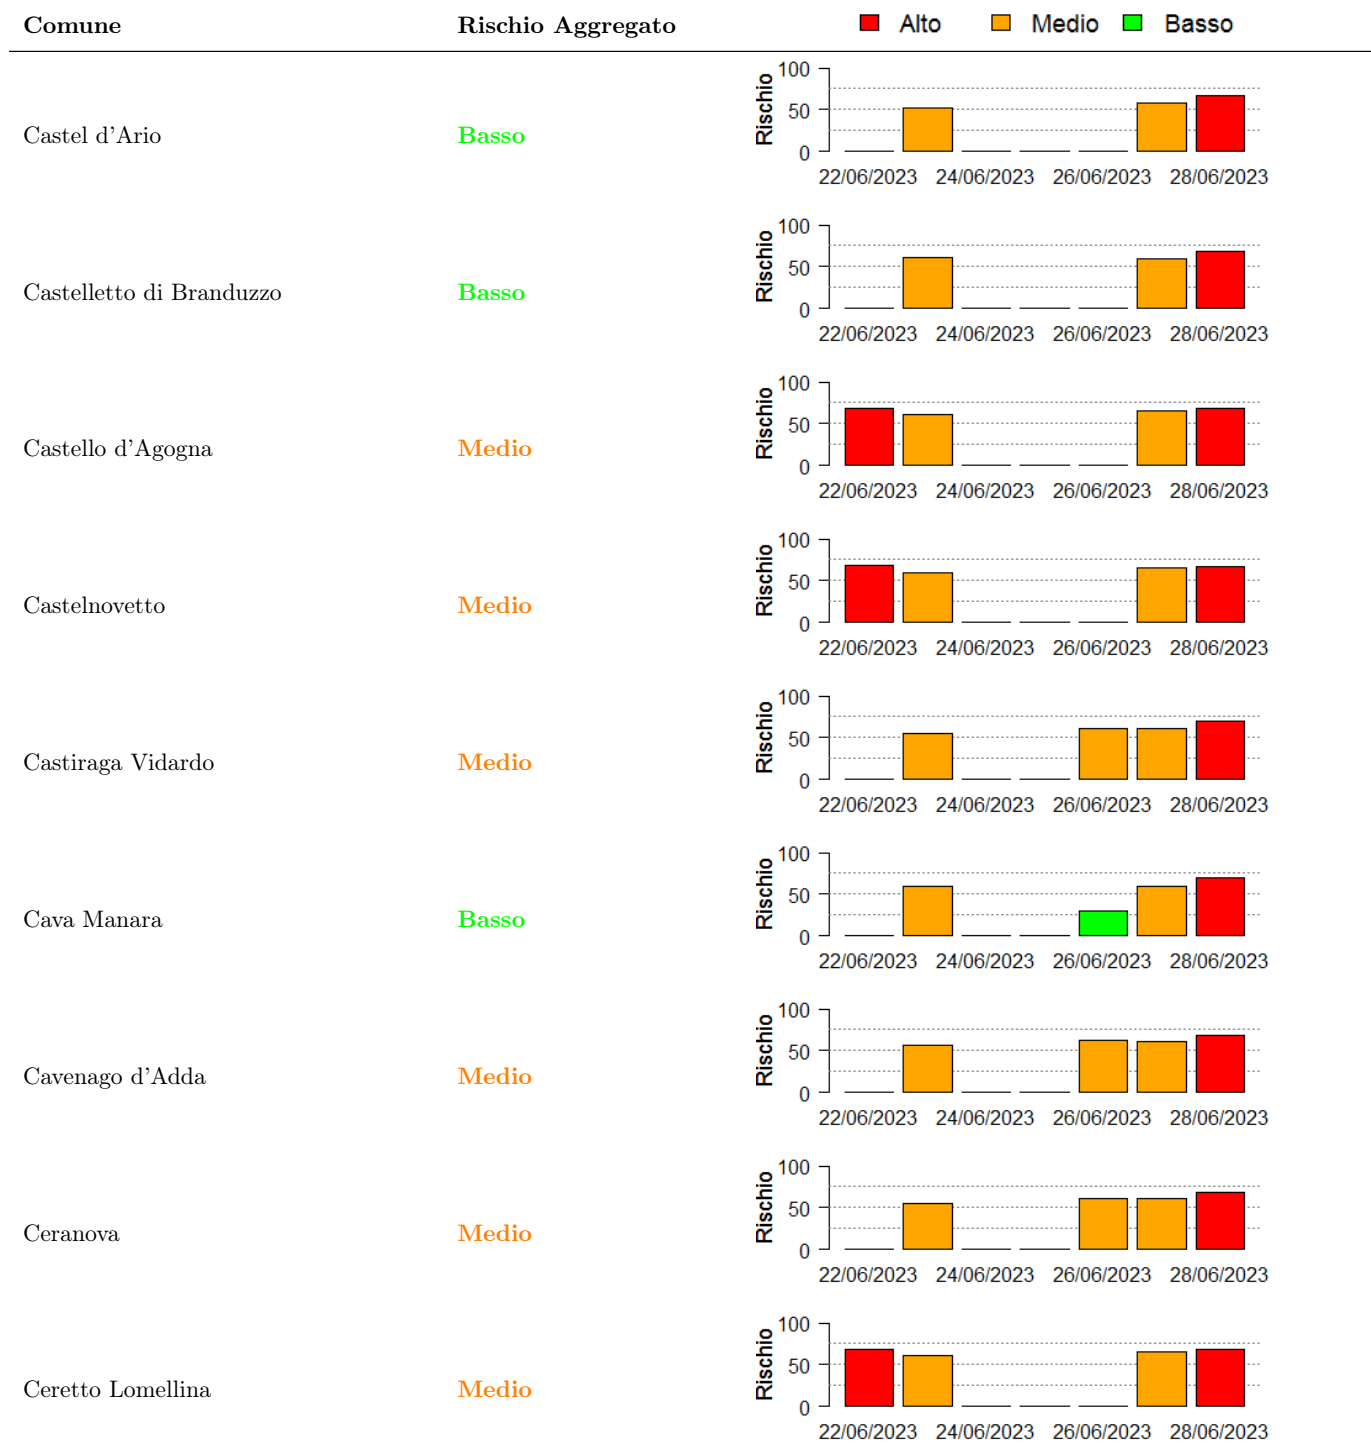 Comune Rischio Aggregato Alto Medio Basso
Castel d'Ario Basso
Rischio
100
50
0
22/06/2023 24/06/2023 26/06/2023 28/06/2023
Castelletto di Branduzzo Basso
Rischio
100
50
0
22/06/2023 24/06/2023 26/06/2023 28/06/2023
Castello d'Agogna Medio
Rischio
100
50
0
22/06/2023 24/06/2023 26/06/2023 28/06/2023
Castelnovetto Medio
Rischio
100
50
0
22/06/2023 24/06/2023 26/06/2023 28/06/2023
Castiraga Vidardo Medio
Rischio
100
50
0
22/06/2023 24/06/2023 26/06/2023 28/06/2023
Cava Manara Basso
Rischio
100
50
0
22/06/2023 24/06/2023 26/06/2023 28/06/2023
Cavenago d'Adda Medio
Rischio
100
50
0
22/06/2023 24/06/2023 26/06/2023 28/06/2023
Ceranova Medio
Rischio
100
50
0
22/06/2023 24/06/2023 26/06/2023 28/06/2023
Ceretto Lomellina Medio
Rischio
100
50
0
22/06/2023 24/06/2023 26/06/2023 28/06/2023